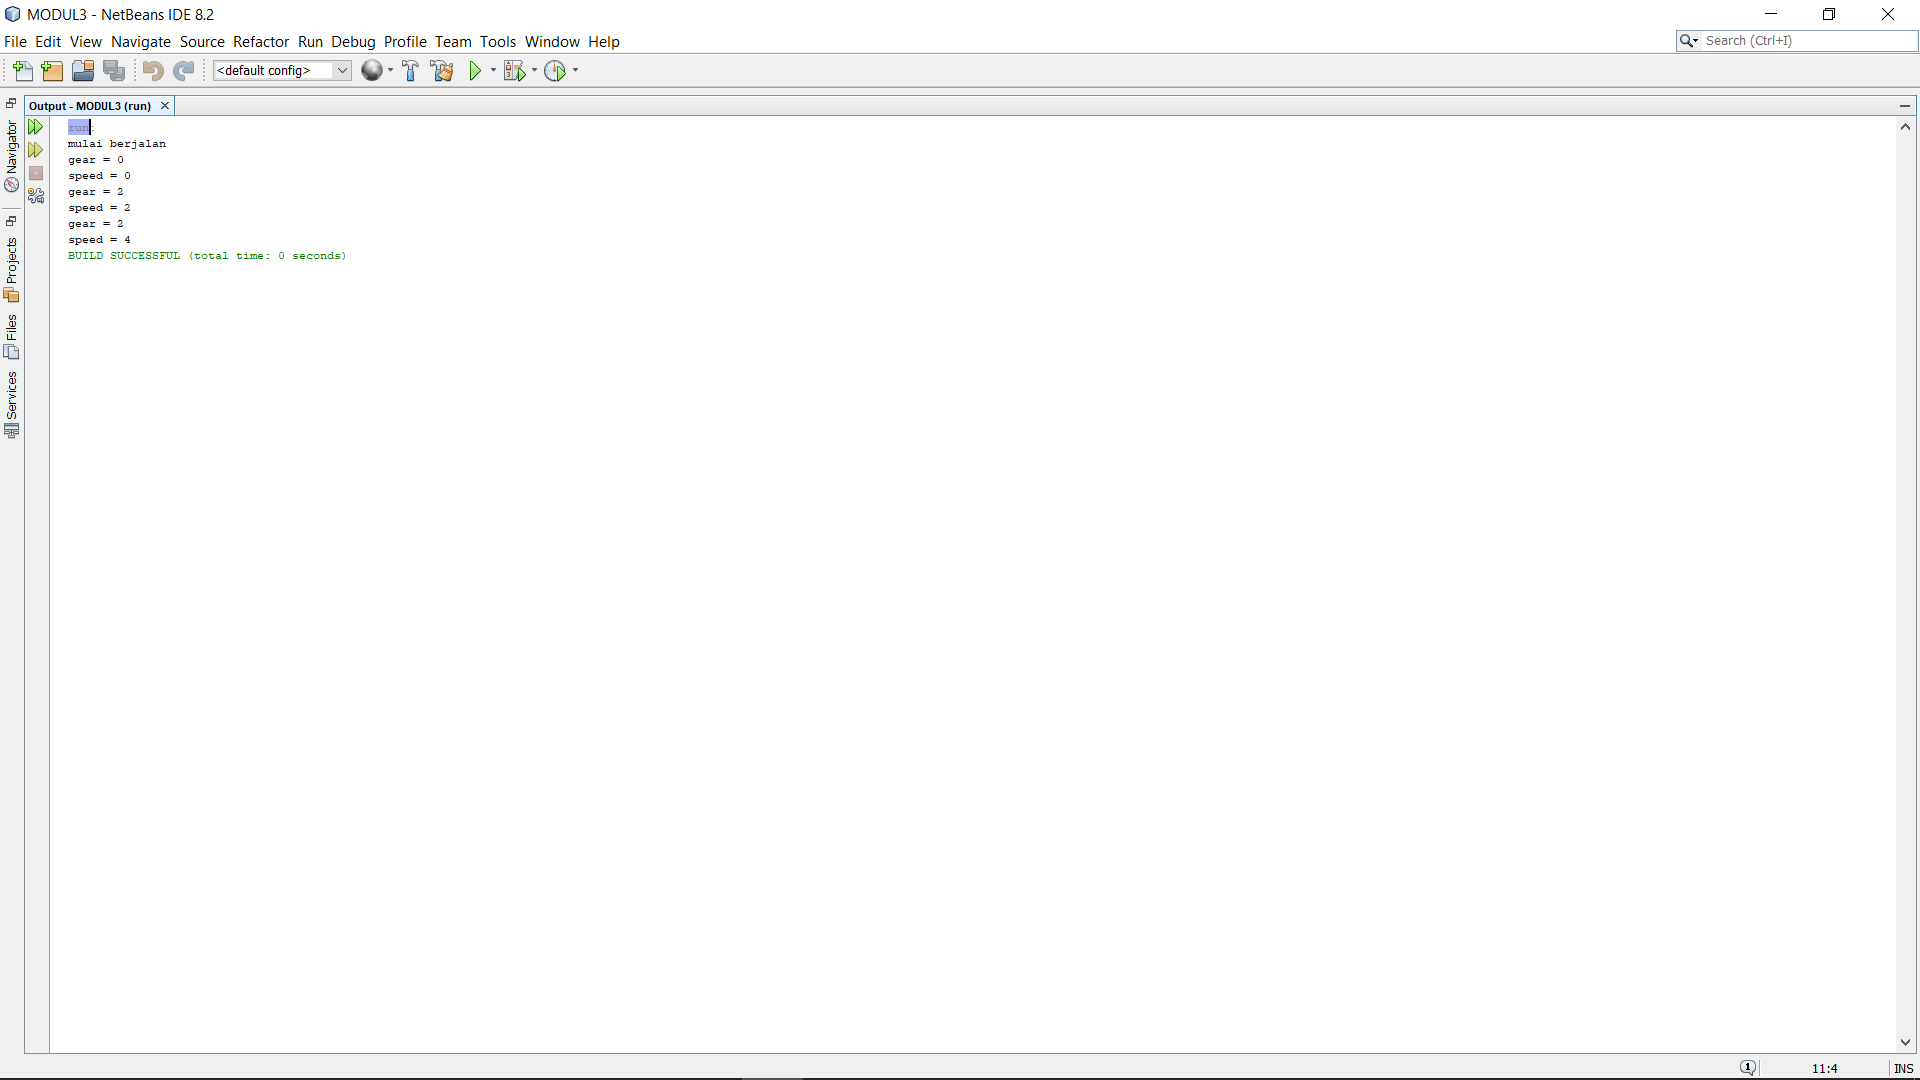 MODUL3 - NetBeans IDE 8.2
File Edit View Navigate Source Refactor Run Debug Profile Team Tools Window Help
Search (Ctrl+I)
<default config>
Output - MODUL3 (run)
Navigator
Projects
Files
Services
run:
mulai berjalan
gear = 0
speed = 0
gear = 2
speed = 2
gear = 2
speed = 4
BUILD SUCCESSFUL (total time: 0 seconds)
1
11:4
INS